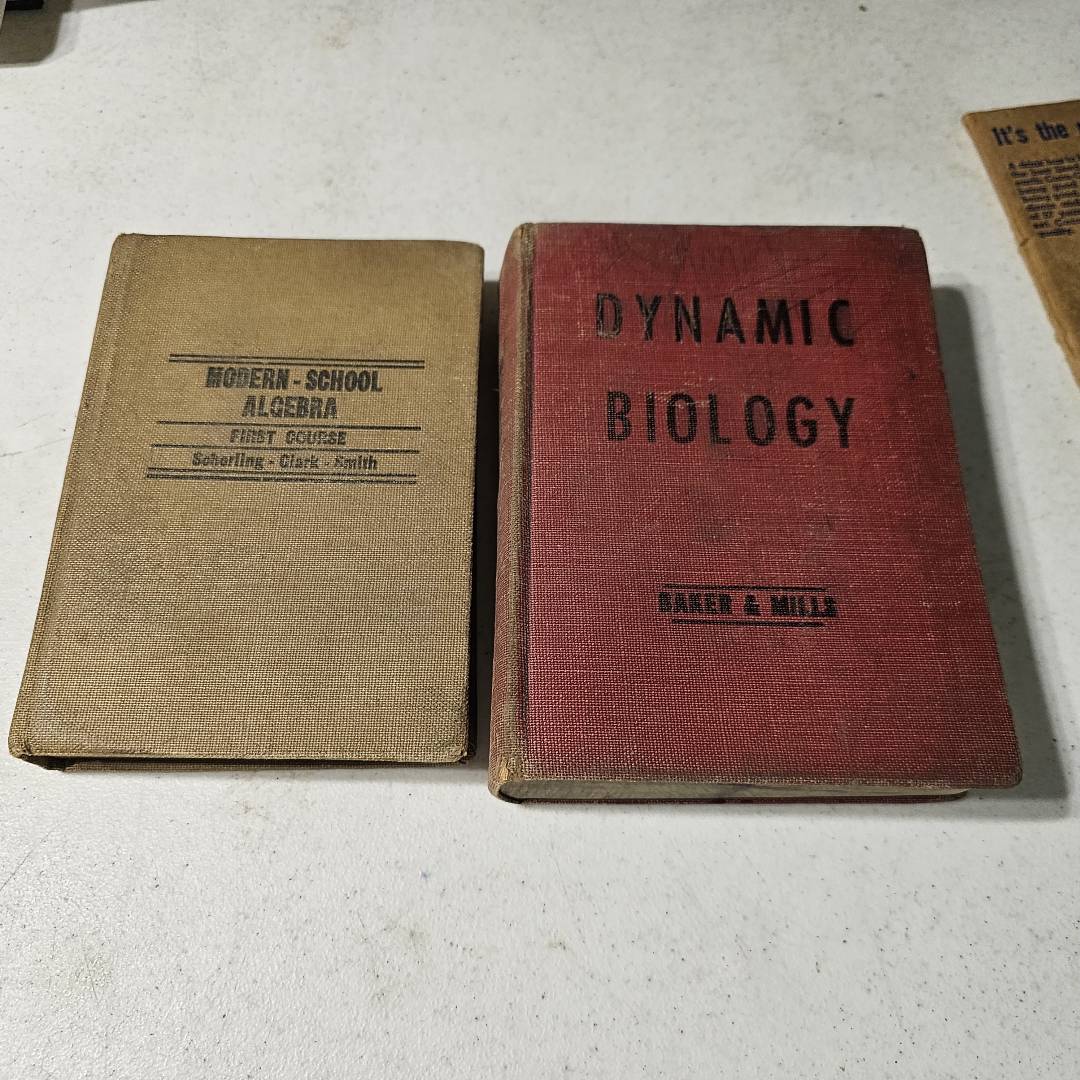 MODERN-SCHOOL
ALGEBRA
FIRST COURSE
Schorling-Clark-Smith
DYNAMIC
BIOLOGY
BAKER & MILLS
It's the